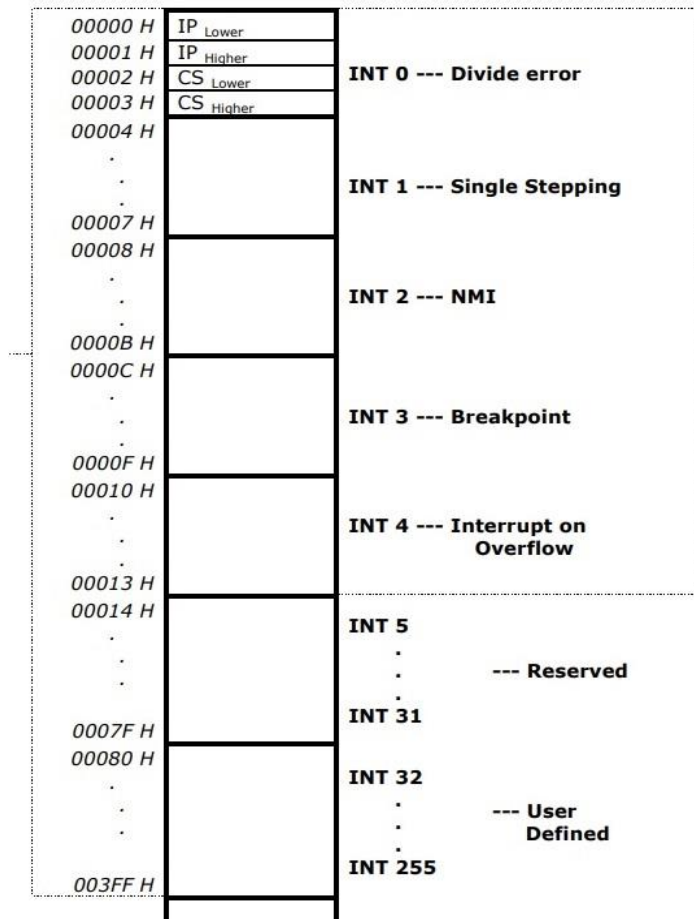 00000 H IP Lower
00001 H IP Higher
00002 H CS Lower
00003 H CS Higher
INT 0 --- Divide error
00004 H
.
.
.
00007 H
INT 1 --- Single Stepping
00008 H
.
.
.
0000B H
INT 2 --- NMI
0000C H
.
.
.
0000F H
INT 3 --- Breakpoint
00010 H
.
.
.
00013 H
INT 4 --- Interrupt on
Overflow
00014 H
.
.
.
0007F H
INT 5
.
.
.
INT 31
--- Reserved
00080 H
.
.
.
003FF H
INT 32
.
.
.
INT 255
--- User
Defined